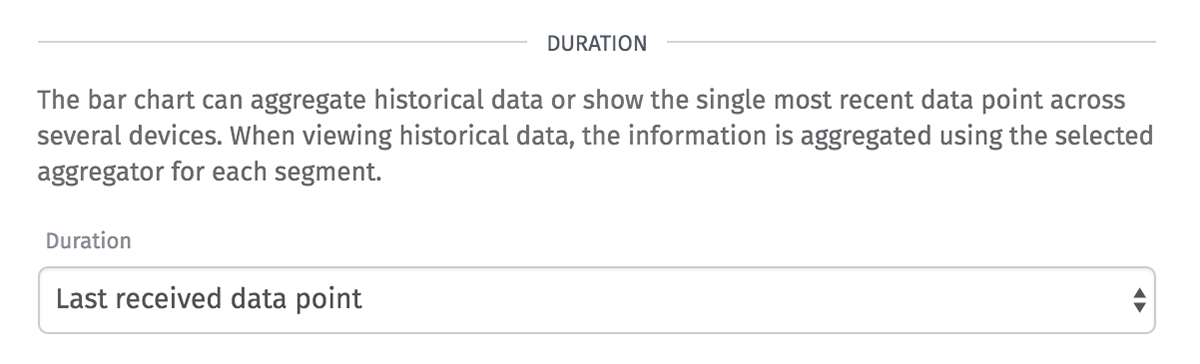 DURATION
The bar chart can aggregate historical data or show the single most recent data point across
several devices. When viewing historical data, the information is aggregated using the selected
aggregator for each segment.
Duration
Last received data point